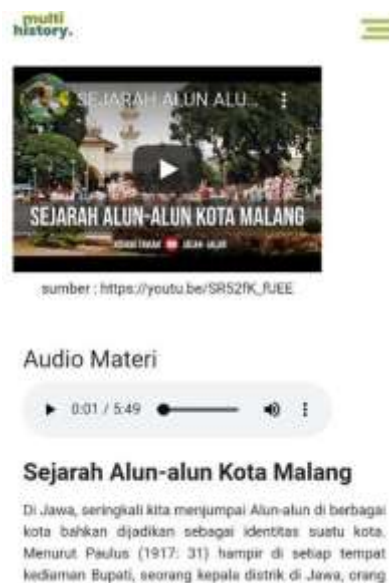 multi
history.
SEJARAH ALUN ALU...
SEJARAH ALUN-ALUN KOTA MALANG
JALAN-JALAN
sumber : https://youtu.be/SR52fK_fUEE
Audio Materi
0:01 / 5:49
Sejarah Alun-alun Kota Malang
Di Jawa, seringkali kita menjumpai Alun-alun di berbagai
kota bahkan dijadikan sebagai identitas suatu kota.
Menurut Paulus (1917: 31) hampir di setiap tempat
kediaman Bupati, seorang kepala distrik di Jawa, orang